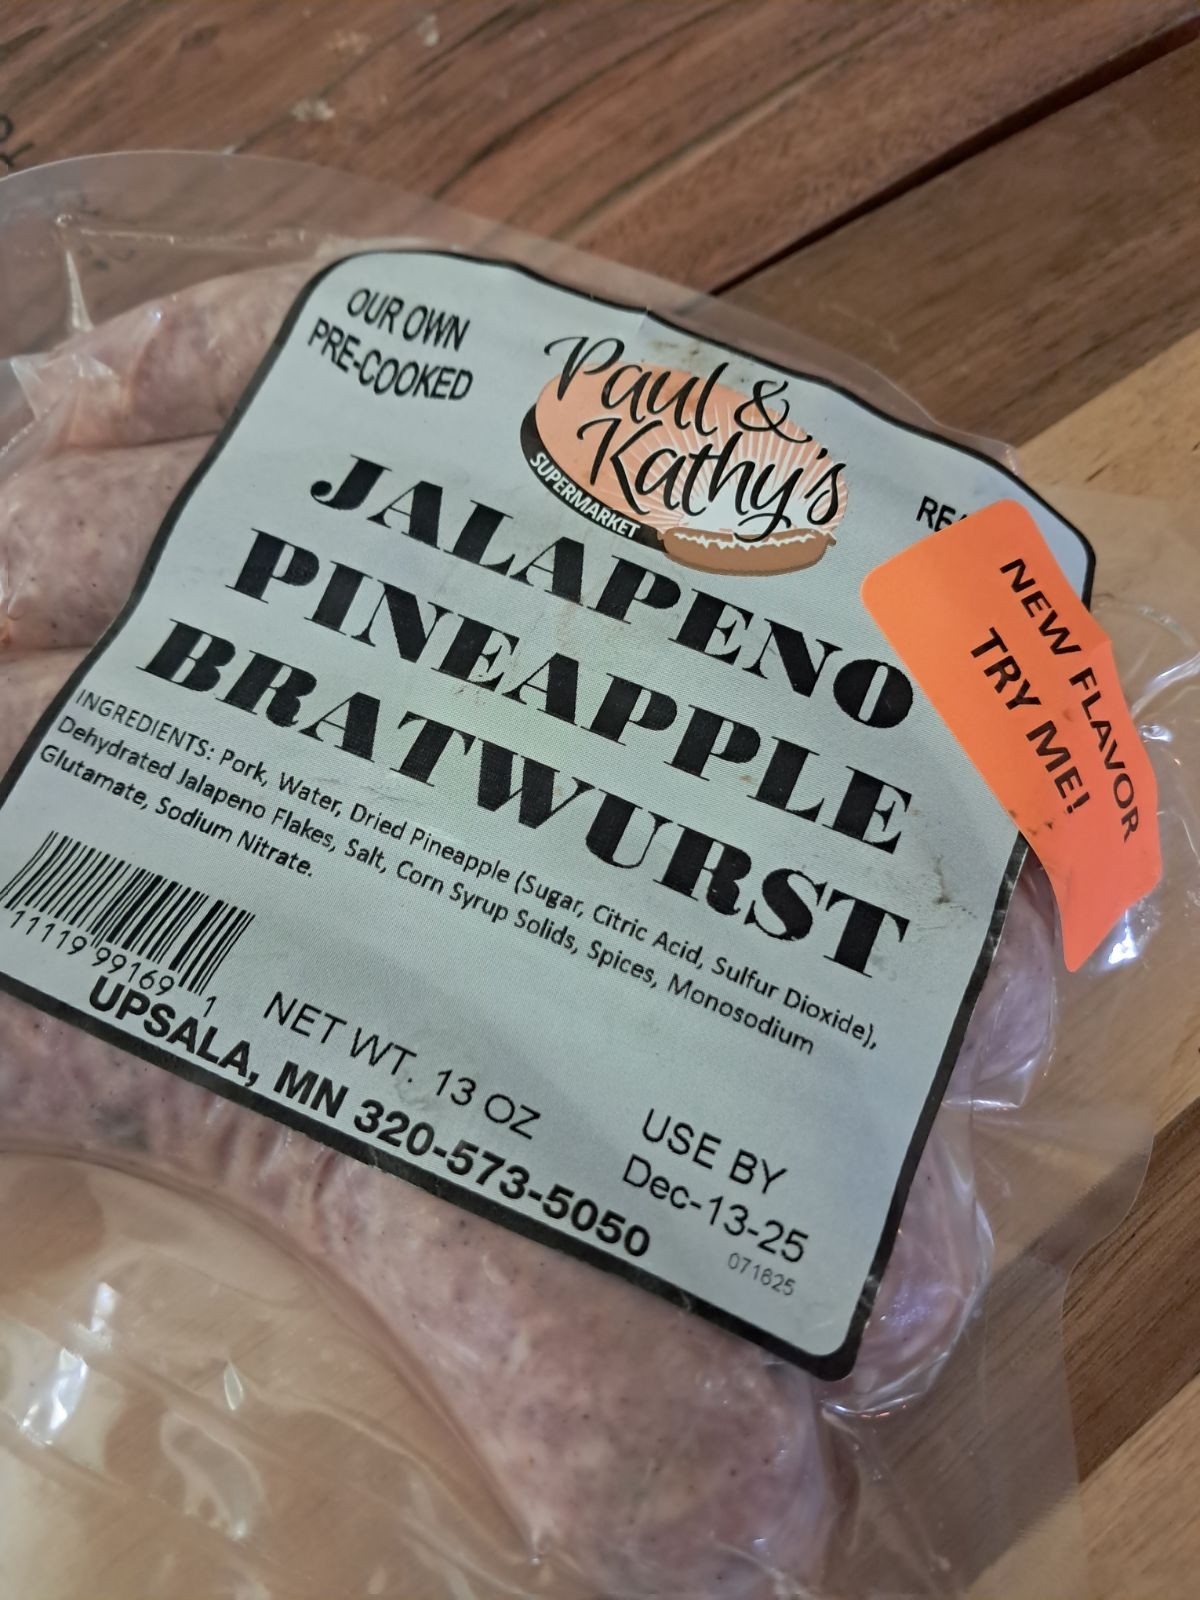 OUR OWN
PRE-COOKED
Paul &
Kathy's
SUPERMARKET
NEW FLAVOR
TRY ME!
JALAPENO
PINEAPPLE
BRATWURST
INGREDIENTS: Pork, Water, Dried Pineapple (Sugar, Citric Acid, Sulfur Dioxide),
Dehydrated Jalapeno Flakes, Salt, Corn Syrup Solids, Spices, Monosodium
Glutamate, Sodium Nitrate.
11119 99169 1
NET WT. 13 OZ
USE BY
Dec-13-25
UPSALA, MN 320-573-5050
071625